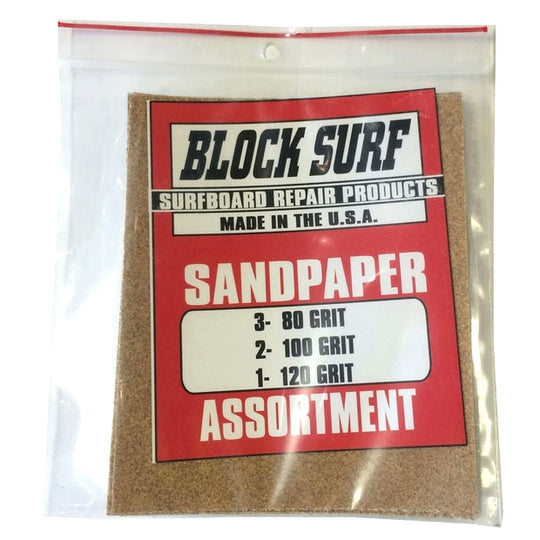 BLOCK SURF
SURFBOARD REPAIR PRODUCTS
MADE IN THE U.S.A.
SANDPAPER
3- 80 GRIT
2- 100 GRIT
1- 120 GRIT
ASSORTMENT